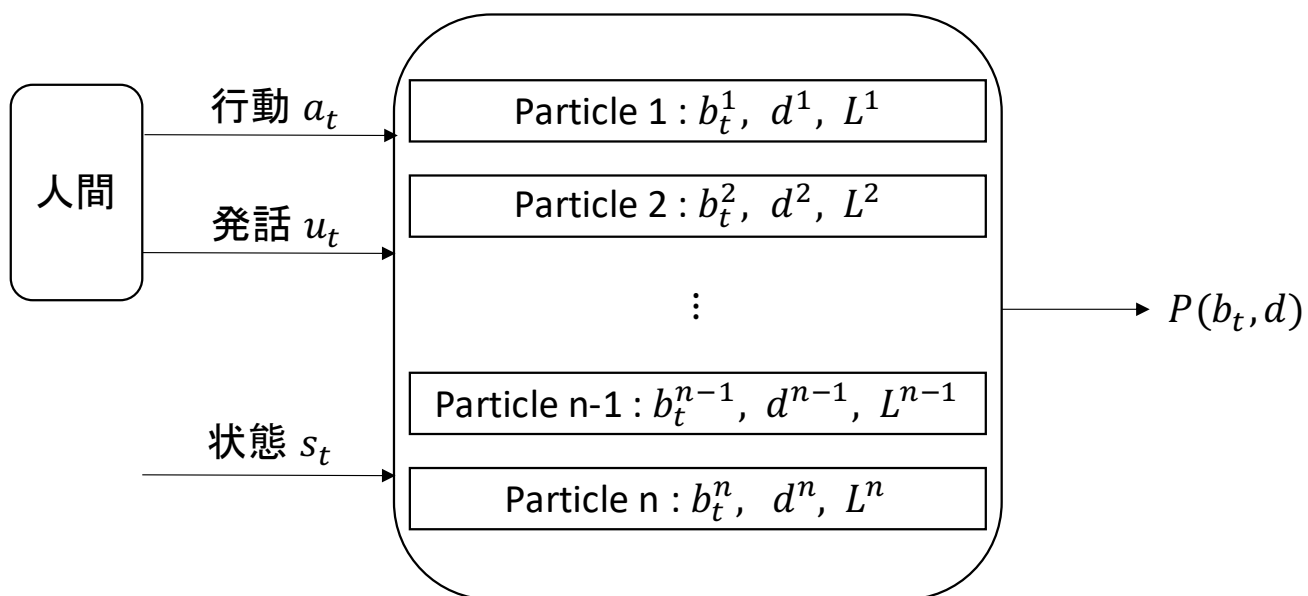 人間
行動 $a_t$
発話 $u_t$
状態 $s_t$
Particle 1 : $b_t^1$, $d^1$, $L^1$
Particle 2 : $b_t^2$, $d^2$, $L^2$
⋮
Particle n-1 : $b_t^{n-1}$, $d^{n-1}$, $L^{n-1}$
Particle n : $b_t^n$, $d^n$, $L^n$
$P(b_t, d)$